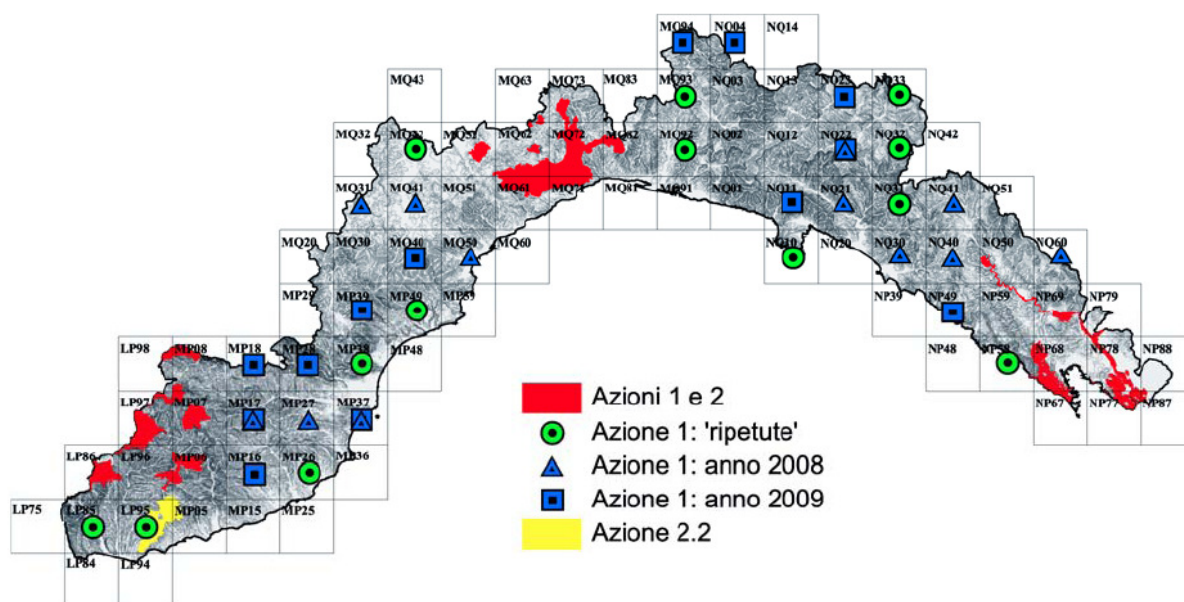 MQ94 NQ04 NQ14
MQ43 MQ63 MQ73 MQ83 MQ93 NQ03 NQ13 NQ23 NQ33
MQ32 MQ42 MQ52 MQ62 MQ72 MQ82 MQ92 NQ02 NQ12 NQ22 NQ32 NQ42
MQ31 MQ41 MQ51 MQ61 MQ71 MQ81 MQ91 NQ01 NQ11 NQ21 NQ31 NQ41 NQ51
MQ20 MQ30 MQ40 MQ50 MQ60 NQ10 NQ20 NQ30 NQ40 NQ50 NQ60
MP29 MP39 MP49 MP59 NP39 NP49 NP59 NP69 NP79
LP98 MP08 MP18 MP28 MP38 MP48 NP48 NP58 NP68 NP78 NP88
LP97 MP07 MP17 MP27 MP37 NP67 NP77 NP87
LP86 LP96 MP06 MP16 MP26 MP36
LP75 LP85 LP95 MP05 MP15 MP25
LP84 LP94
Azioni 1 e 2
Azione 1: 'ripetute'
Azione 1: anno 2008
Azione 1: anno 2009
Azione 2.2